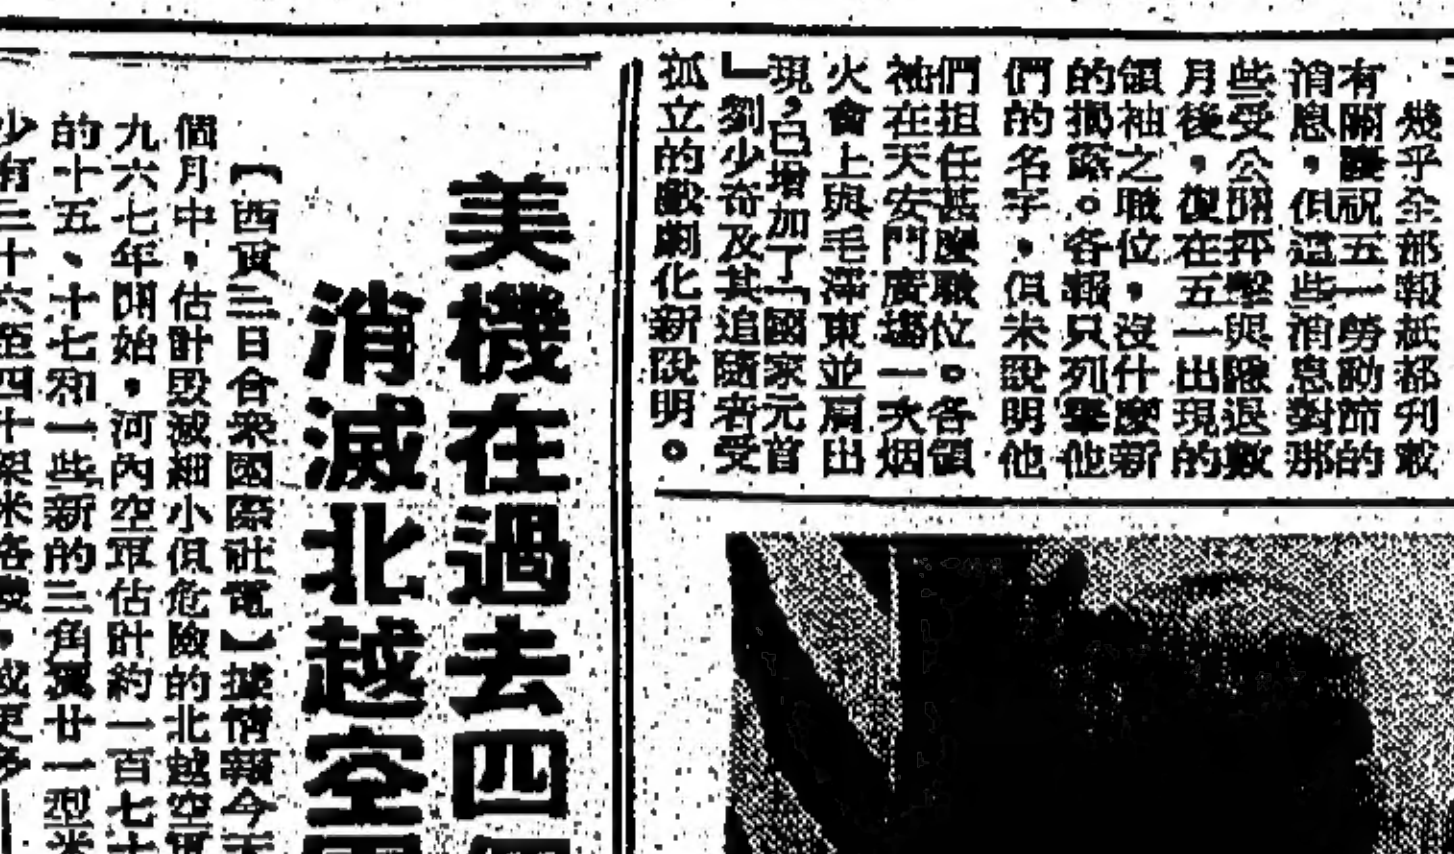 幾乎全部報紙都刊載
有關慶祝五一勞動節的
消息，但這些消息對那
些受公開抨擊與隱退數
月後，復在五一出現的
領袖之職位，沒什麼新
的揭露。各報只列舉他
們的名字，但未說明他
們担任甚麼職位。各領
袖在天安門廣場一次烟
火會上與毛澤東並肩出
現，已增加了「國家元首
」劉少奇及其追隨者受
孤立的戲劇化新說明。
美機在過去四個
消滅北越空軍
【西貢三日合衆國際社電】據情報今天
個月中，估計毀滅細小但危險的北越空軍
九六七年開始，河內空軍估計約一百七十
的十五、十七和一些新的三角翼廿一型米
少有三十六至四十架米格機，或更多